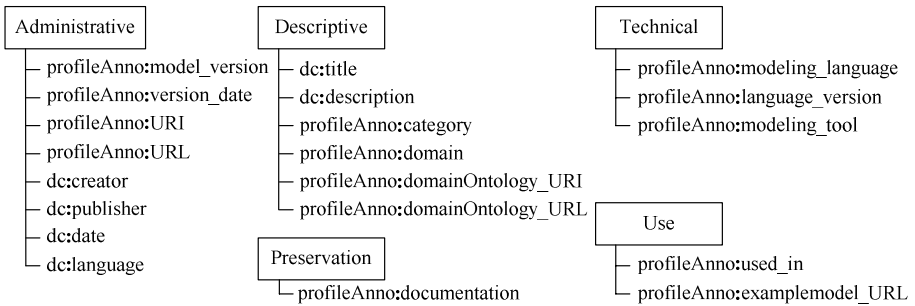 Administrative
profileAnno:model_version
profileAnno:version_date
profileAnno:URI
profileAnno:URL
dc:creator
dc:publisher
dc:date
dc:language
Descriptive
dc:title
dc:description
profileAnno:category
profileAnno:domain
profileAnno:domainOntology_URI
profileAnno:domainOntology_URL
Preservation
profileAnno:documentation
Technical
profileAnno:modeling_language
profileAnno:language_version
profileAnno:modeling_tool
Use
profileAnno:used_in
profileAnno:examplemodel_URL